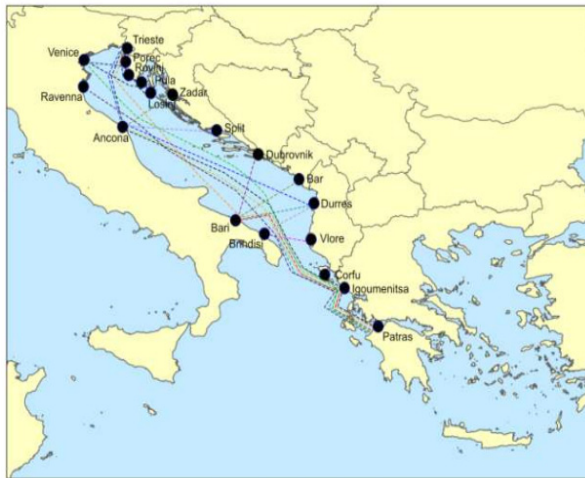 Trieste
Venice
Porec
Rovinj
Pula
Ravenna
Losinj
Zadar
Ancona
Split
Dubrovnik
Bar
Durres
Bari
Brindisi
Vlore
Corfu
Igoumenitsa
Patras